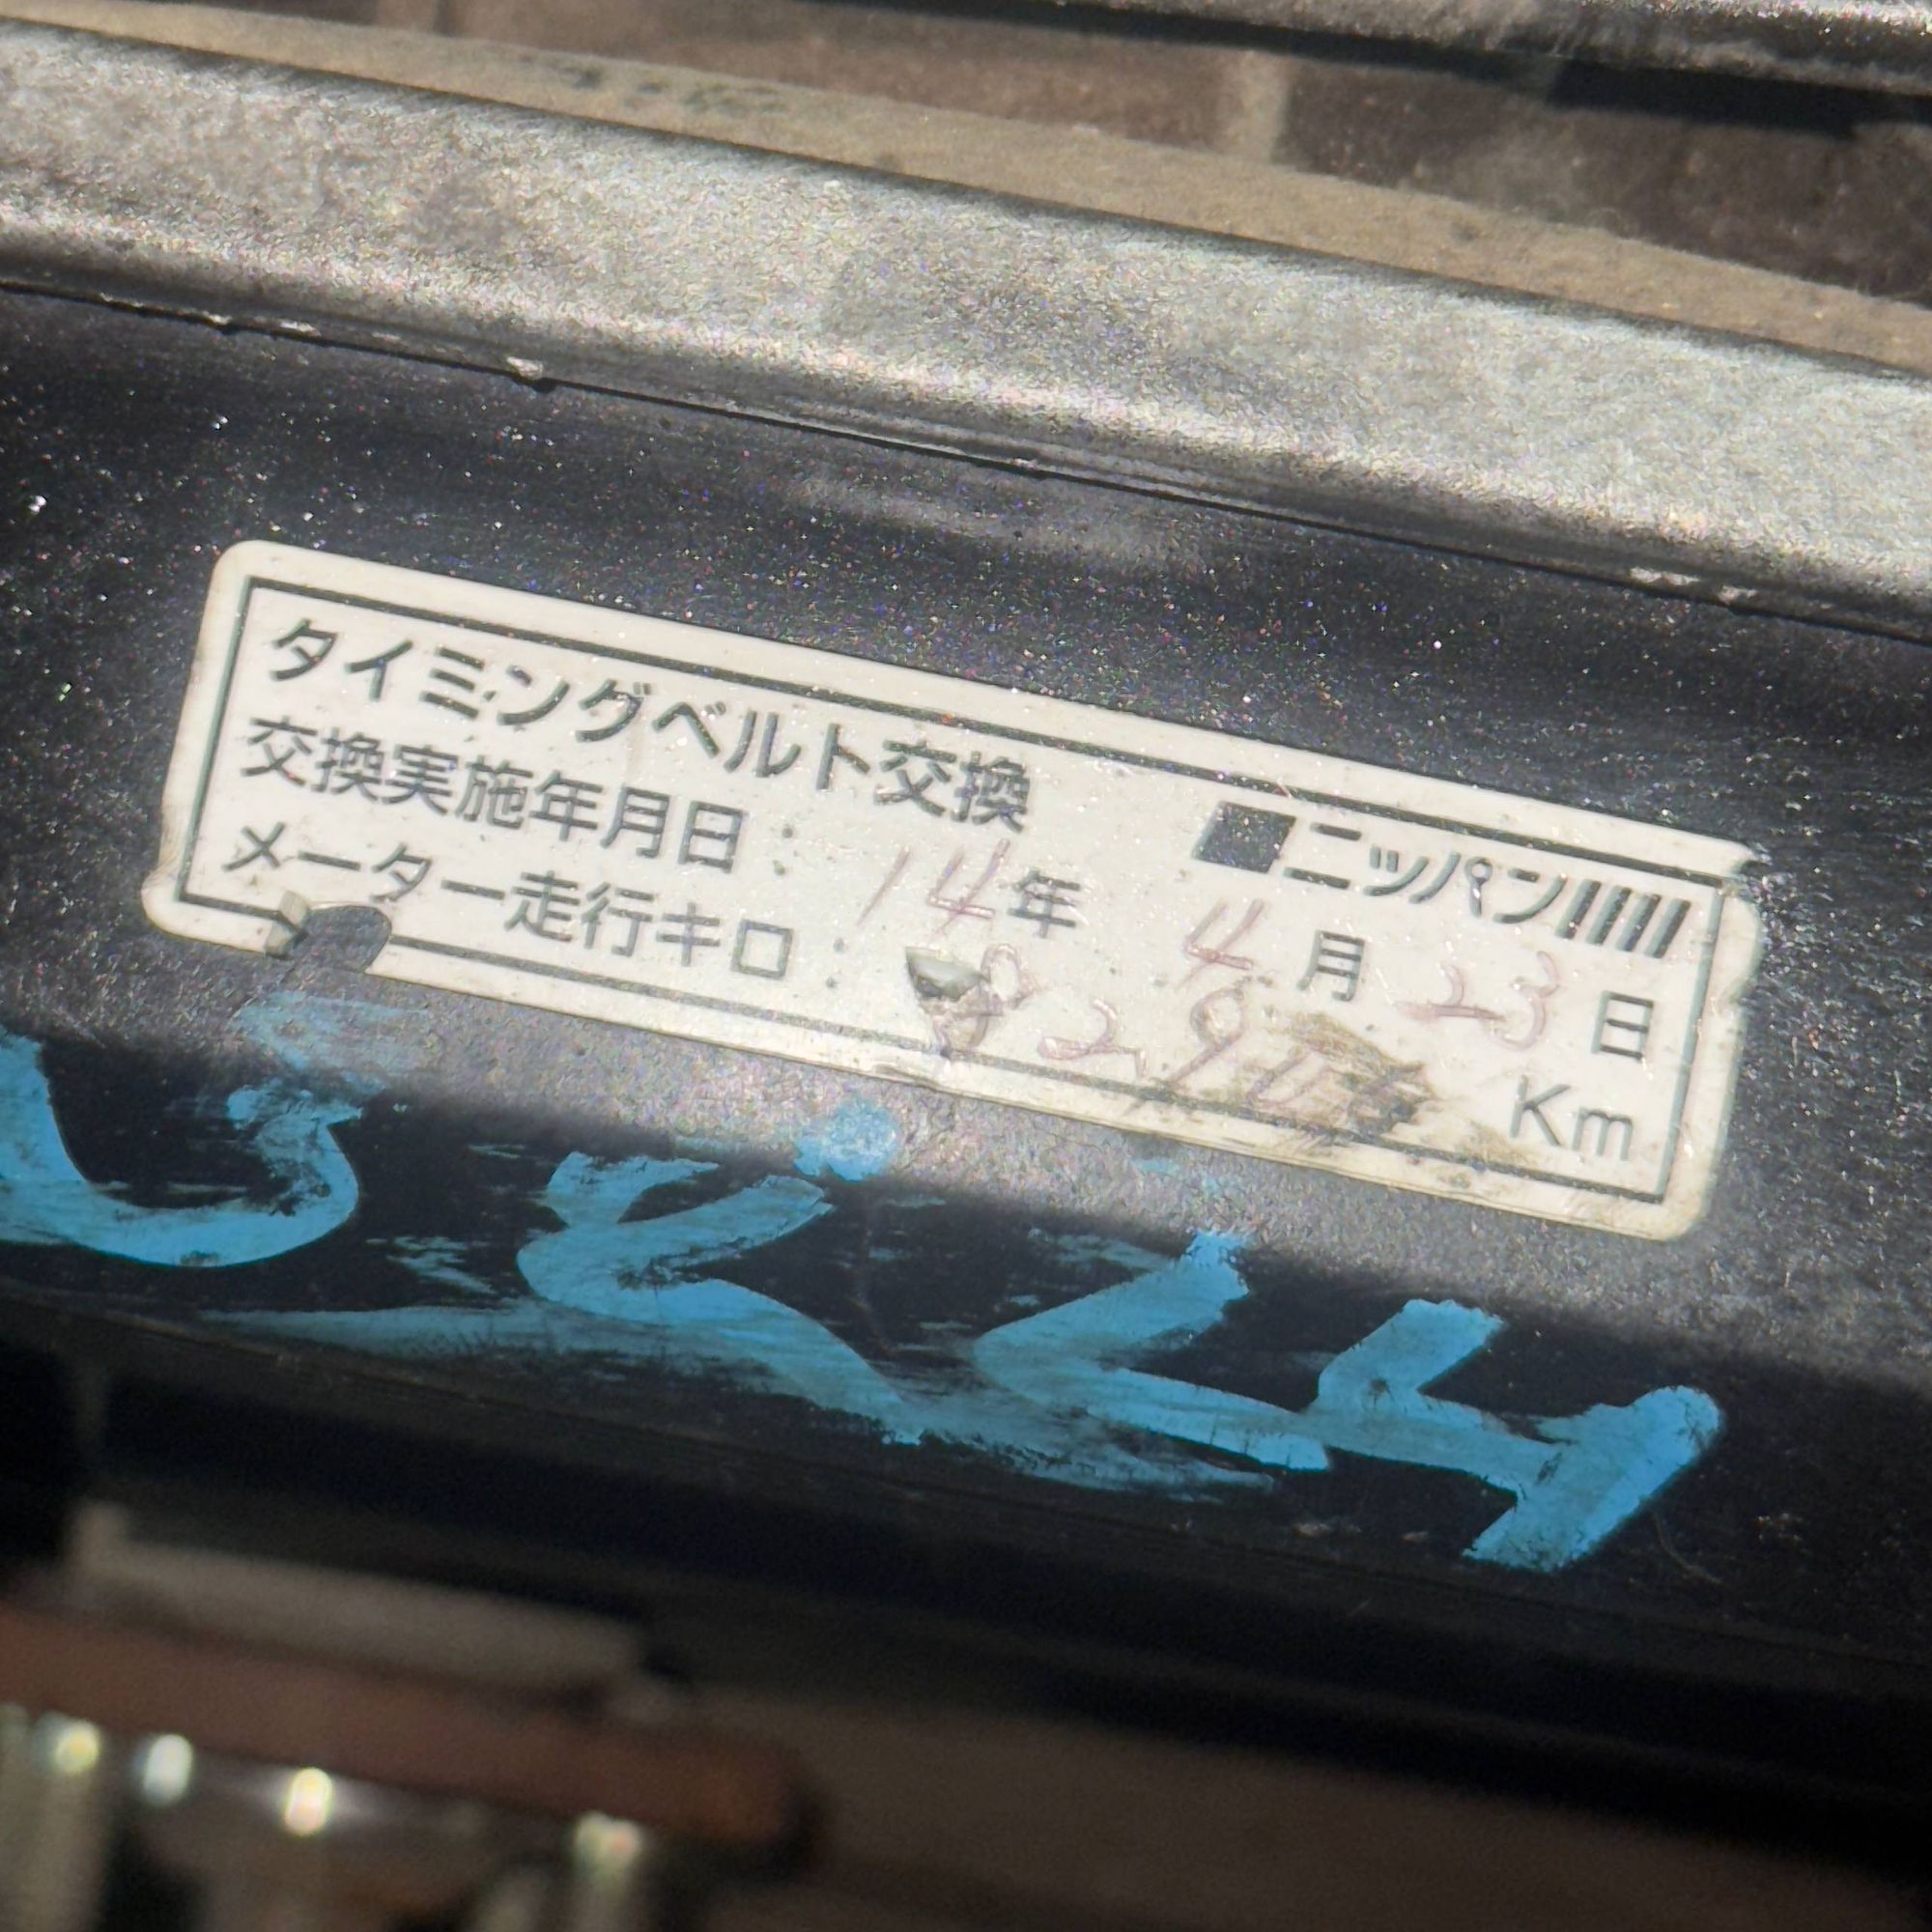 タイミングベルト交換
ニッパン
交換実施年月日： 14年 4月 23日
メーター走行キロ： Km